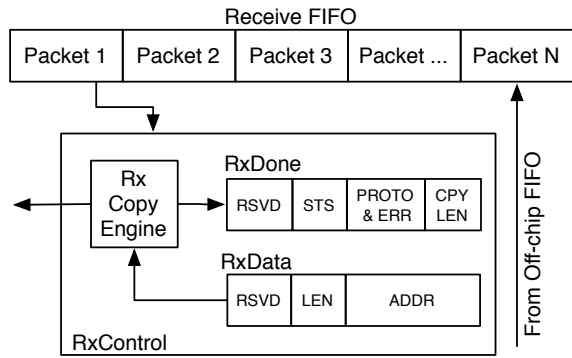 Receive FIFO
Packet 1 Packet 2 Packet 3 Packet ... Packet N
RxDone
Rx
Copy
Engine
RSVD STS PROTO & ERR CPY LEN
RxData
RSVD LEN ADDR
RxControl
From Off-chip FIFO